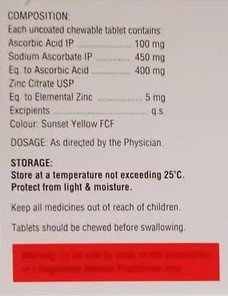 COMPOSITION:
Each uncoated chewable tablet contains:
Ascorbic Acid IP ............... 100 mg
Sodium Ascorbate IP ............ 450 mg
Eq. to Ascorbic Acid ........... 400 mg
Zinc Citrate USP
Eq. to Elemental Zinc .......... 5 mg
Excipients ..................... q.s.
Colour: Sunset Yellow FCF
DOSAGE: As directed by the Physician.
STORAGE:
Store at a temperature not exceeding 25°C.
Protect from light & moisture.
Keep all medicines out of reach of children.
Tablets should be chewed before swallowing.